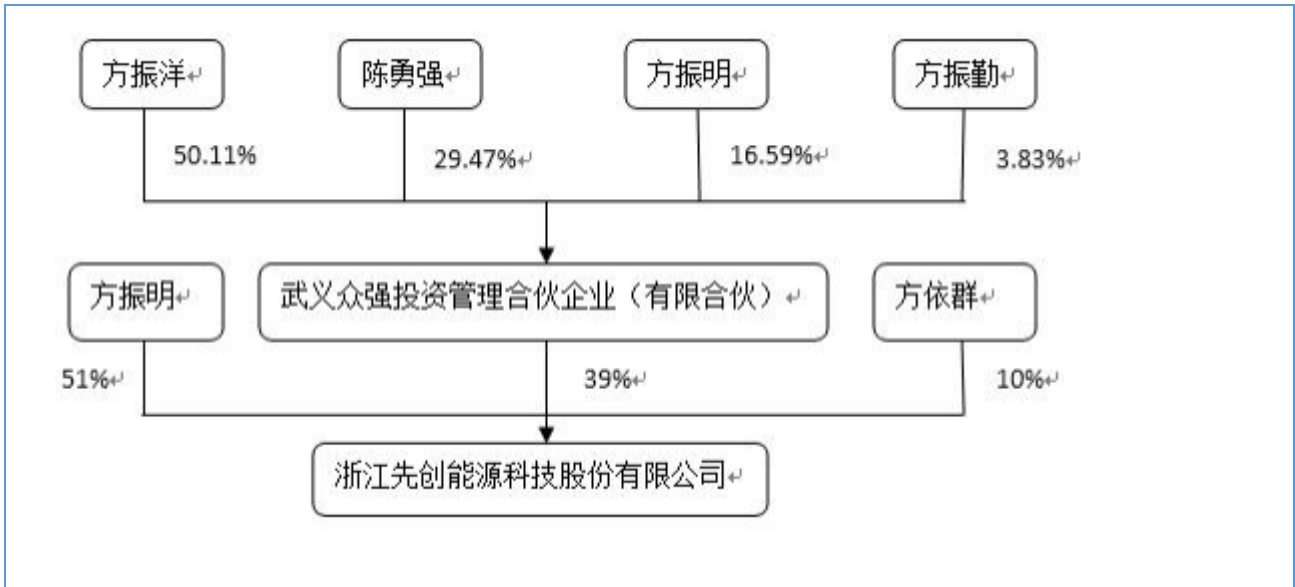 方振洋↵
陈勇强↵
方振明↵
方振勤↵
50.11%
29.47%↵
16.59%↵
3.83%↵
方振明↵
武义众强投资管理合伙企业（有限合伙）↵
方依群↵
51%↵
39%↵
10%↵
浙江先创能源科技股份有限公司↵